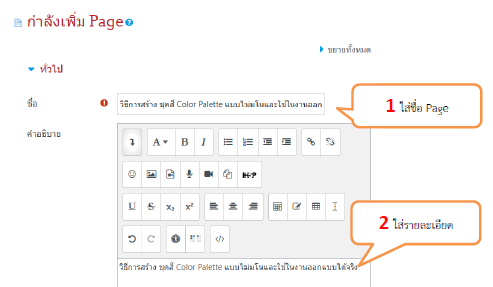 กำลังเพิ่ม Page
ขยายทั้งหมด
ทั่วไป
ชื่อ
วิธีการสร้าง ชุดสี Color Palette แบบไม่มโนและใช้ในงานออก
1 ใส่ชื่อ Page
คำอธิบาย
A B I
H-P
U S x₂ x²
2 ใส่รายละเอียด
วิธีการสร้าง ชุดสี Color Palette แบบไม่มโนและใช้ในงานออกแบบได้จริง